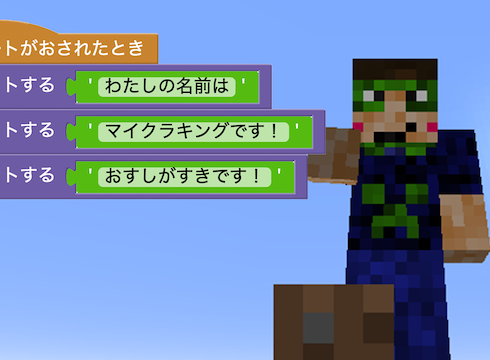 トがおされたとき
トする 'わたしの名前は'
トする 'マイクラキングです！'
トする 'おすしがすきです！'